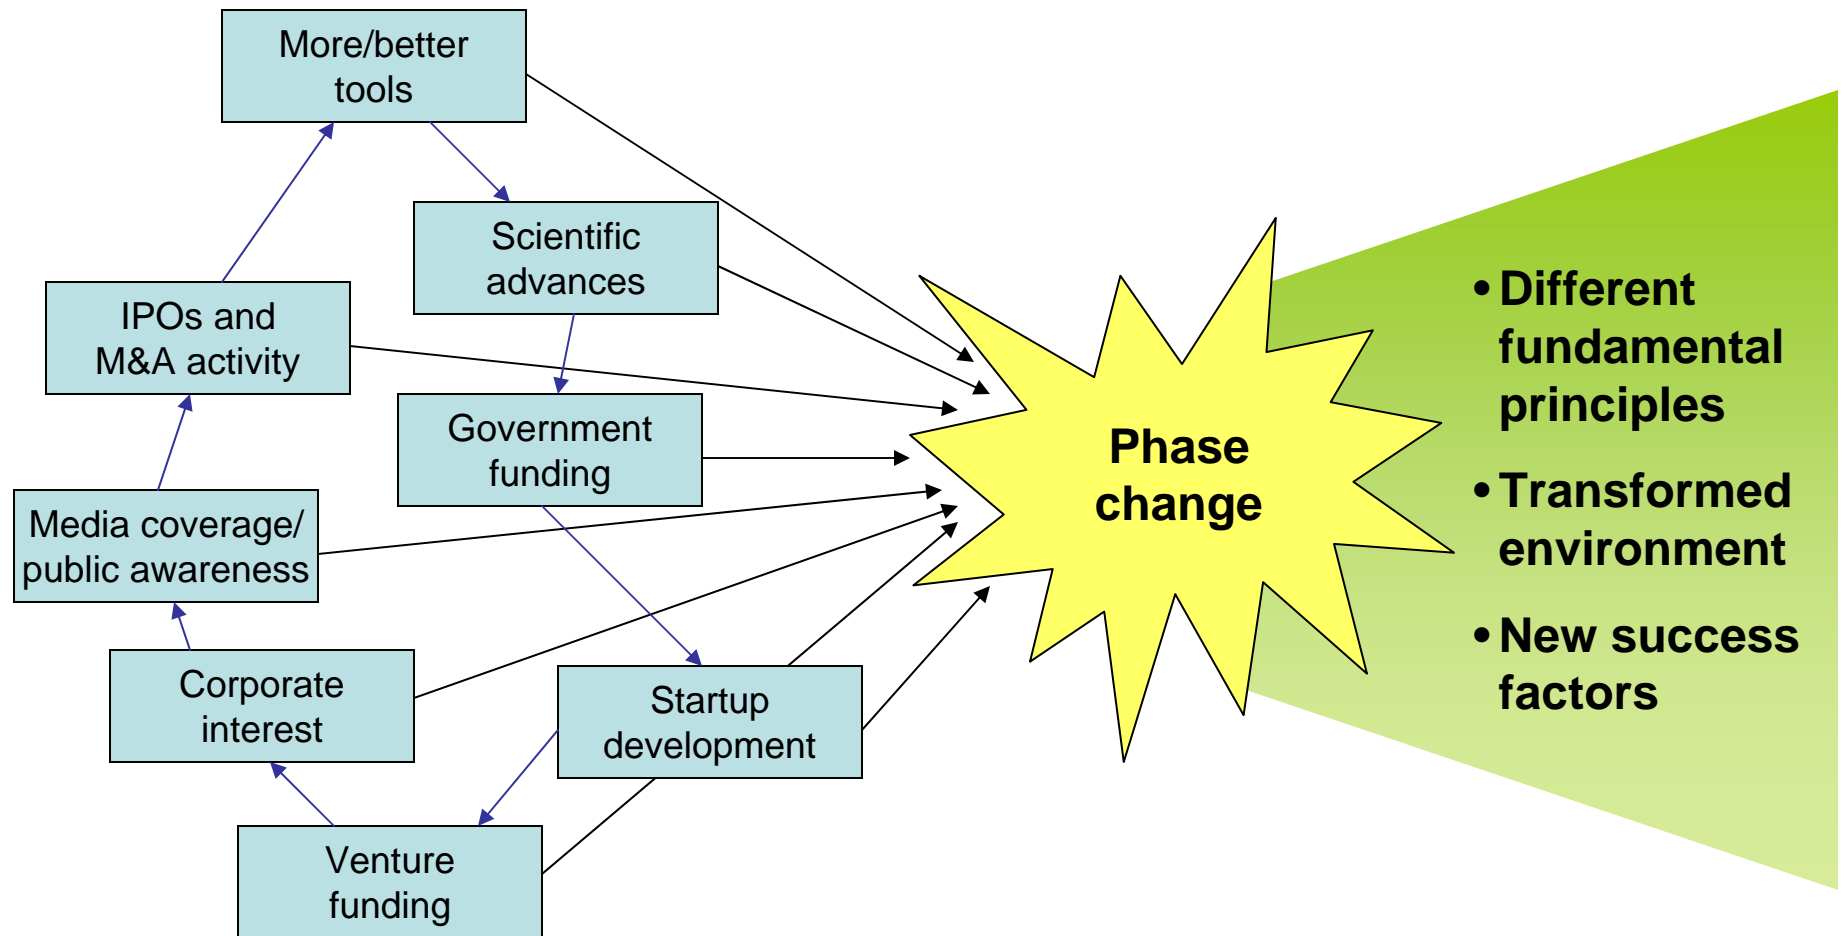 More/better
tools
Scientific
advances
IPOs and
M&A activity
Government
funding
Media coverage/
public awareness
Corporate
interest
Startup
development
Venture
funding
Phase
change
• Different
fundamental
principles
• Transformed
environment
• New success
factors